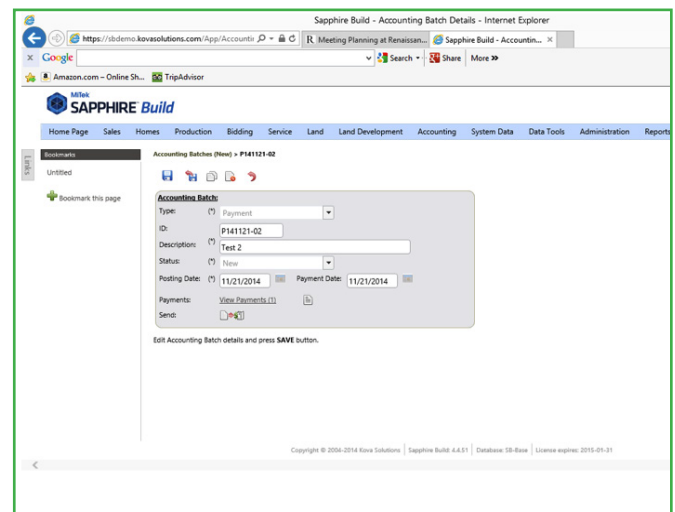 Sapphire Build - Accounting Batch Details - Internet Explorer
https://sbdemo.kovasolutions.com/App/Accountin
R Meeting Planning at Renaissan...
Sapphire Build - Accountin... ×
× Google
Search
Share
More »
Amazon.com – Online Sh...
TripAdvisor
MiTek
SAPPHIRE Build
Home Page Sales Homes Production Bidding Service Land Land Development Accounting System Data Data Tools Administration Reports
Links
Bookmarks
Untitled
Bookmark this page
Accounting Batches (New) > P141121-02
Accounting Batch:
Type: (*) Payment
ID: P141121-02
Description: (*) Test 2
Status: (*) New
Posting Date: (*) 11/21/2014 Payment Date: 11/21/2014
Payments: View Payments (1)
Send:
Edit Accounting Batch details and press SAVE button.
Copyright © 2004-2014 Kova Solutions | Sapphire Build: 4.4.51 | Database: SB-Base | License expires: 2015-01-31